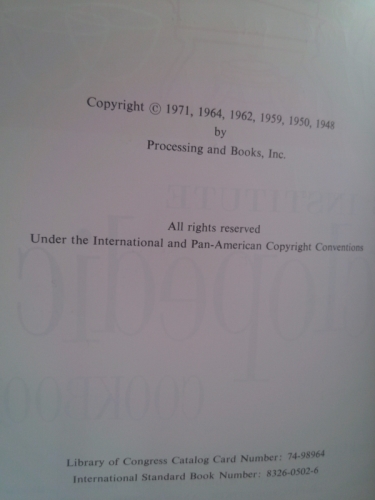 Copyright © 1971, 1964, 1962, 1959, 1950, 1948
by
Processing and Books, Inc.
INSTITUTE
COOKBOO
All rights reserved
Under the International and Pan-American Copyright Conventions
Library of Congress Catalog Card Number: 74-98964
International Standard Book Number: 8326-0502-6